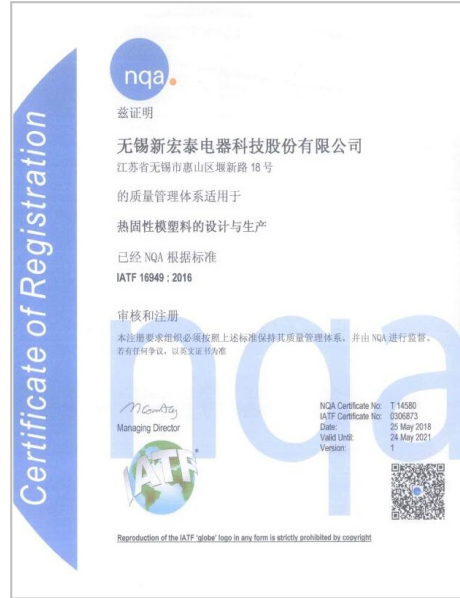 Certificate of Registration
nqa.
兹证明
无锡新宏泰电器科技股份有限公司
江苏省无锡市惠山区堰新路 18 号
的质量管理体系适用于
热固性模塑料的设计与生产
已经 NQA 根据标准
IATF 16949 : 2016
审核和注册
本注册要求组织必须按照上述标准保持其质量管理体系，并由 NQA 进行监督。
若有任何争议，以英文证书为准
nqa
Managing Director
NQA Certificate No: T 14580
IATF Certificate No: 0306873
Date: 25 May 2018
Valid Until: 24 May 2021
Version: 1
IATF
Reproduction of the IATF 'globe' logo in any form is strictly prohibited by copyright